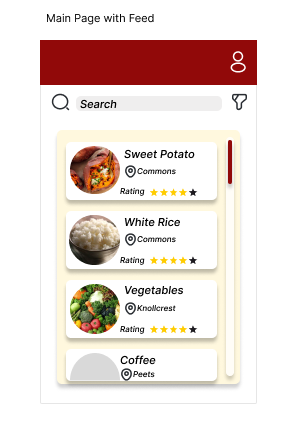 Main Page with Feed
Search
Sweet Potato
Commons
Rating
White Rice
Commons
Rating
Vegetables
Knollcrest
Rating
Coffee
Peets